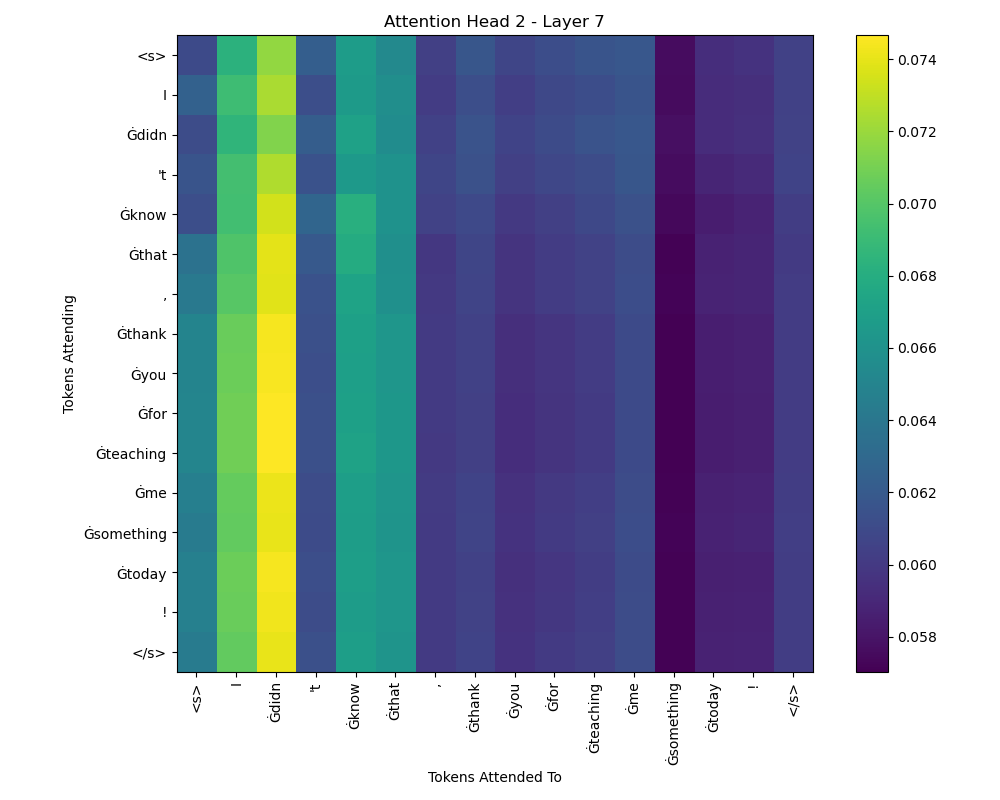 Attention Head 2 - Layer 7
<s>
I
Ġdidn
't
Ġknow
Ġthat
,
Ġthank
Ġyou
Ġfor
Ġteaching
Ġme
Ġsomething
Ġtoday
!
</s>
Tokens Attending
<s>
I
Ġdidn
't
Ġknow
Ġthat
,
Ġthank
Ġyou
Ġfor
Ġteaching
Ġme
Ġsomething
Ġtoday
!
</s>
Tokens Attended To
0.074
0.072
0.070
0.068
0.066
0.064
0.062
0.060
0.058